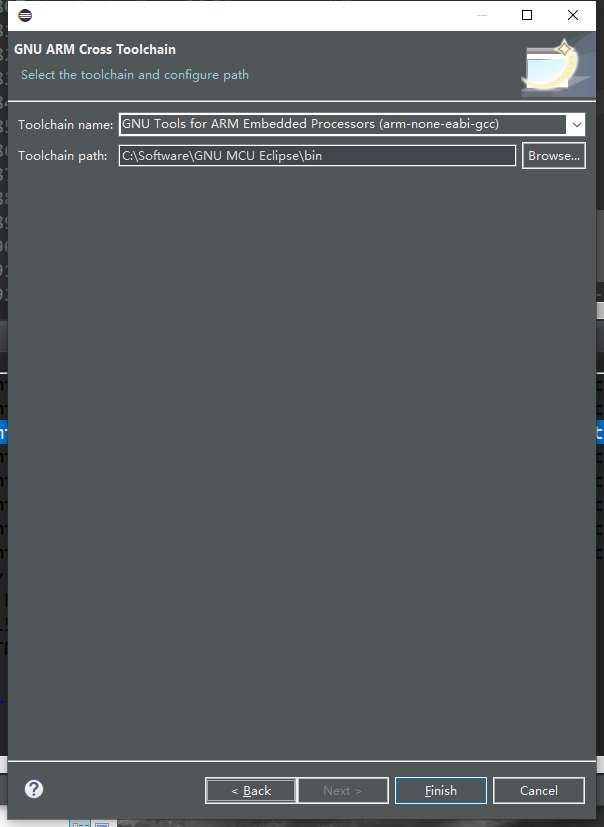 GNU ARM Cross Toolchain
Select the toolchain and configure path
Toolchain name: GNU Tools for ARM Embedded Processors (arm-none-eabi-gcc)
Toolchain path: C:\Software\GNU MCU Eclipse\bin Browse...
? < Back Next > Finish Cancel